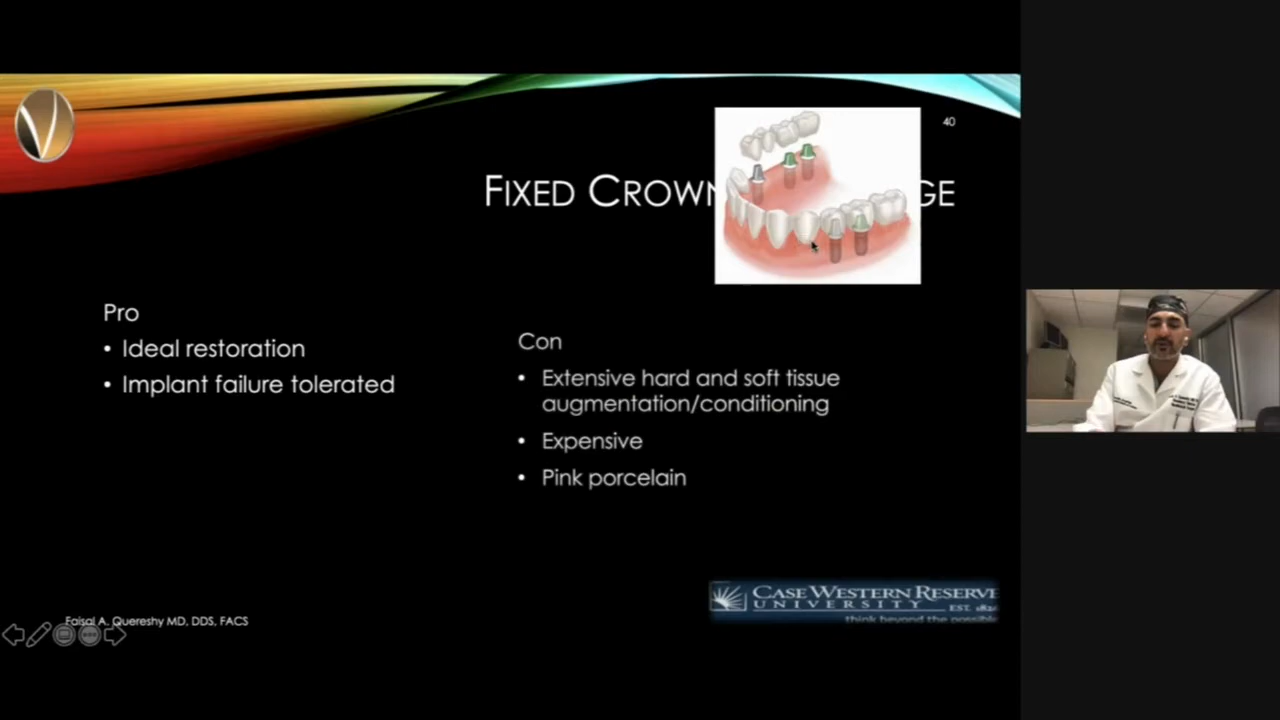 40
FIXED CROWN GE
Pro
• Ideal restoration
• Implant failure tolerated
Con
• Extensive hard and soft tissue
augmentation/conditioning
• Expensive
• Pink porcelain
CASE WESTERN RESERVE
UNIVERSITY EST.
think beyond the possible
Faisal A. Quereshy MD, DDS, FACS